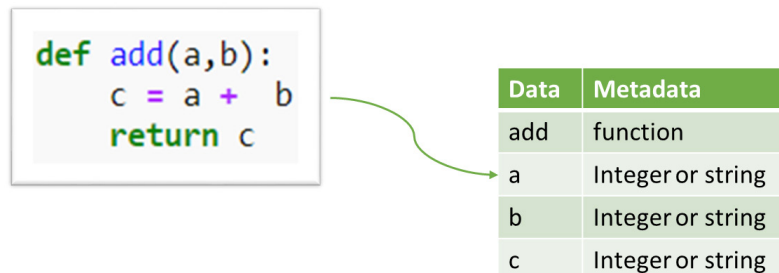 def add(a,b):
c = a + b
return c
Data Metadata
add function
a Integer or string
b Integer or string
c Integer or string